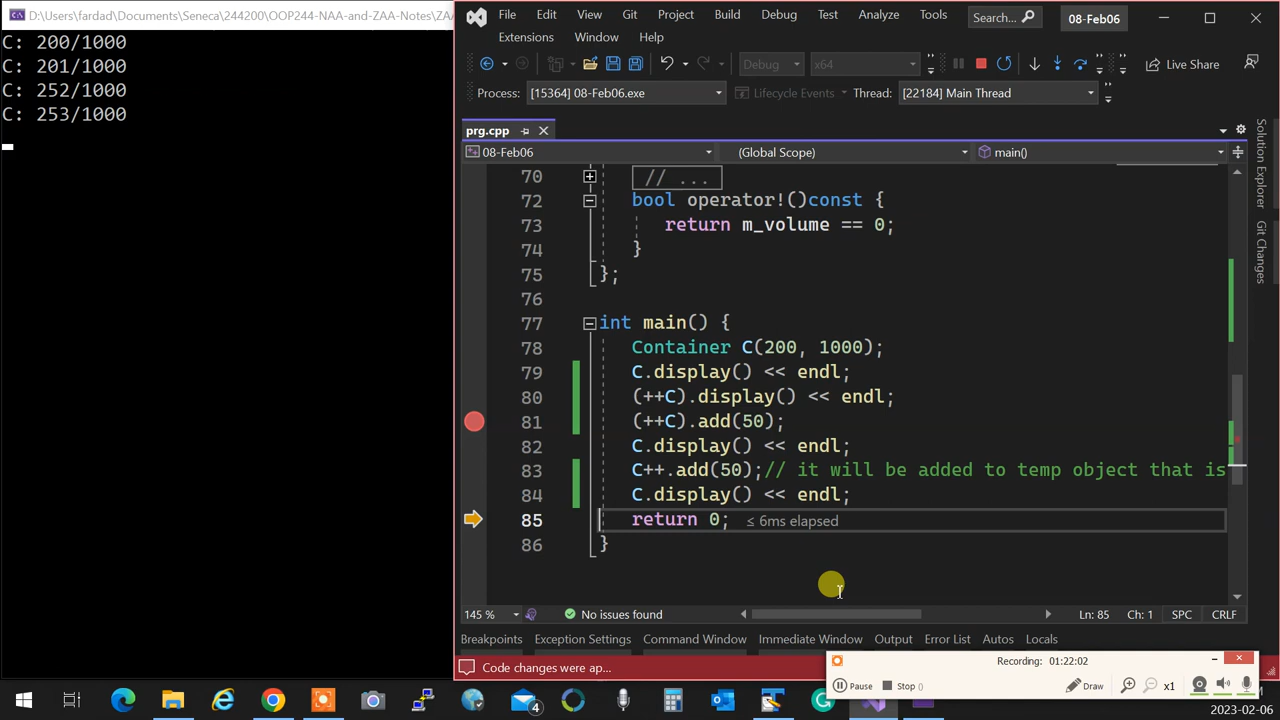 D:\Users\fardad\Documents\Seneca\244200\OOP244-NAA-and-ZAA-Notes\ZAA
C: 200/1000
C: 201/1000
C: 252/1000
C: 253/1000
File Edit View Git Project Build Debug Test Analyze Tools Search... 08-Feb06
Extensions Window Help
Debug x64 Live Share
Process: [15364] 08-Feb06.exe Lifecycle Events Thread: [22184] Main Thread
prg.cpp
08-Feb06 (Global Scope) main()
70 // ...
72 bool operator!()const {
73 return m_volume == 0;
74 }
75 };
76
77 int main() {
78 Container C(200, 1000);
79 C.display() << endl;
80 (++C).display() << endl;
81 (++C).add(50);
82 C.display() << endl;
83 C++.add(50);// it will be added to temp object that is
84 C.display() << endl;
85 return 0; ≤ 6ms elapsed
86 }
Solution Explorer
Git Changes
145 % No issues found Ln: 85 Ch: 1 SPC CRLF
Breakpoints Exception Settings Command Window Immediate Window Output Error List Autos Locals
Code changes were ap...
Recording: 01:22:02
Pause Stop () Draw x1
4
2023-02-06